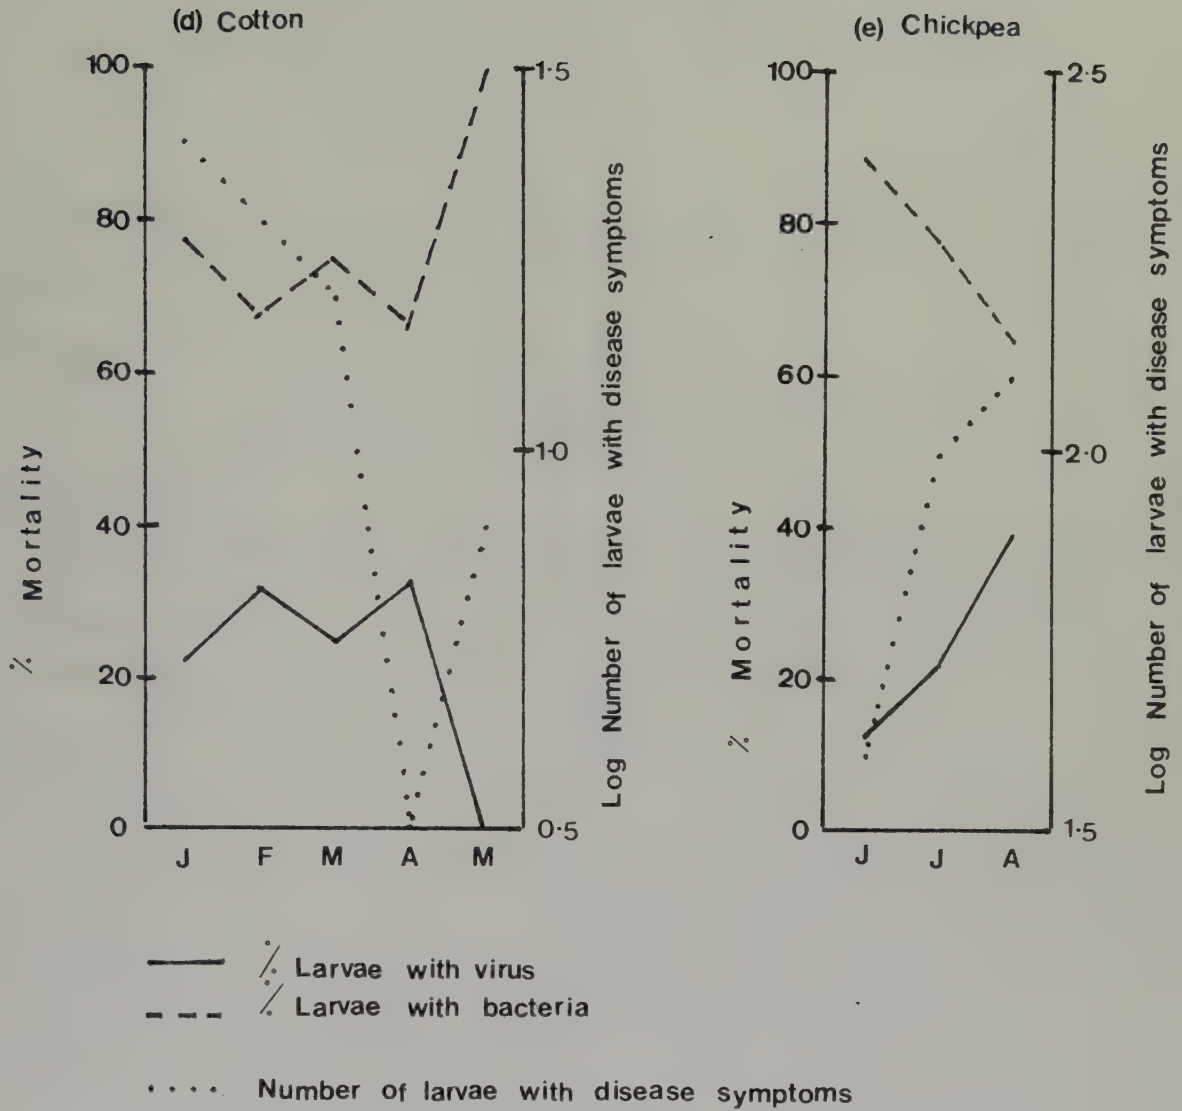 (d) Cotton
100
80
60
40
20
0
% Mortality
1·5
1·0
0·5
Log Number of larvae with disease symptoms
J F M A M
(e) Chickpea
100
80
60
40
20
0
% Mortality
2·5
2·0
1·5
Log Number of larvae with disease symptoms
J J A
% Larvae with virus
% Larvae with bacteria
Number of larvae with disease symptoms